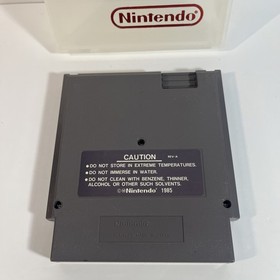 Nintendo
CAUTION
•DO NOT STORE IN EXTREME TEMPERATURES.
•DO NOT IMMERSE IN WATER.
•DO NOT CLEAN WITH BENZENE, THINNER,
ALCOHOL OR OTHER SUCH SOLVENTS.
©Nintendo 1985